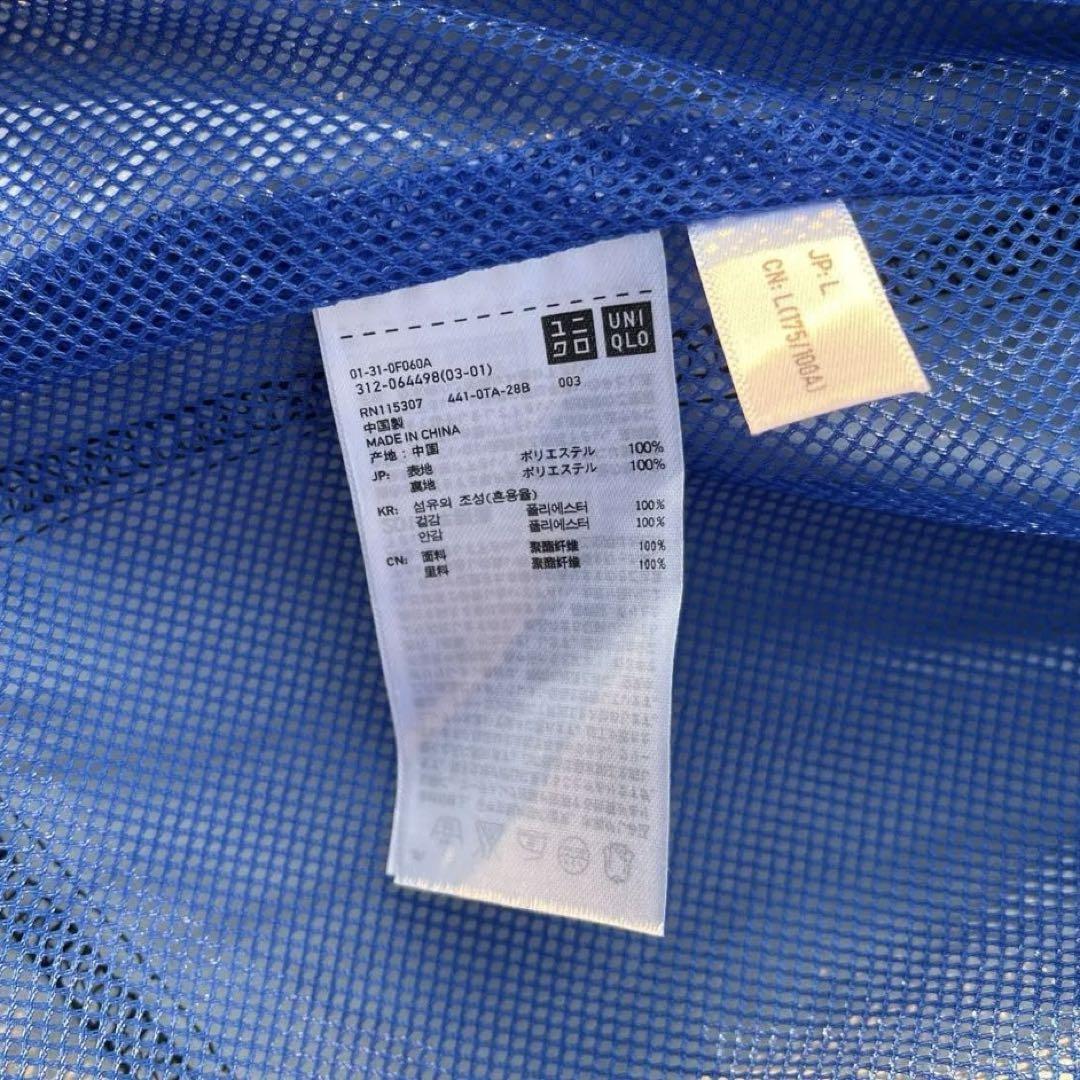 ユニ
クロ
UNI
QLO
01-31-0F060A
312-064498(03-01)
RN115307 441-0TA-28B 003
中国製
MADE IN CHINA
产地：中国
JP: 表地 ポリエステル 100%
裏地 ポリエステル 100%
KR: 섬유의 조성(혼용율)
겉감 폴리에스터 100%
안감 폴리에스터 100%
CN: 面料 聚酯纤维 100%
里料 聚酯纤维 100%
JP: L
CN: L(175/100A)